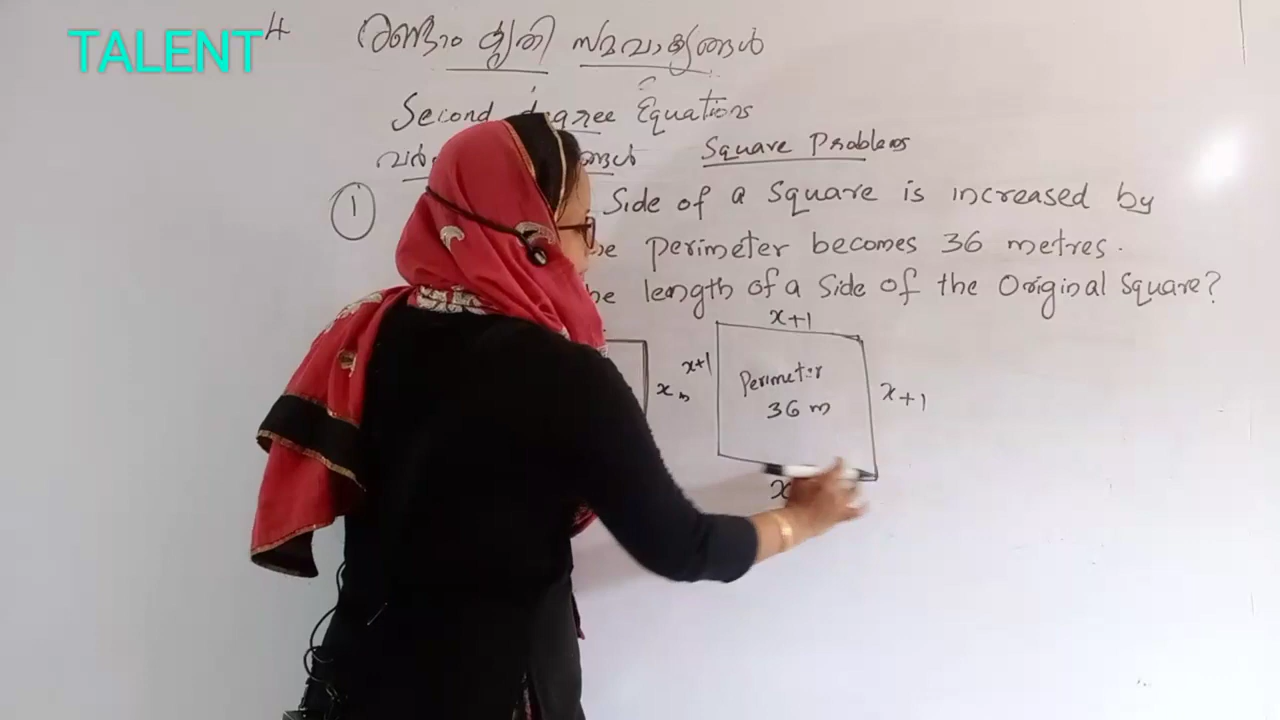 TALENT
4 രണ്ടാം കൃതി സമവാക്യങ്ങൾ
Second degree Equations
Square Problems
1 Side of a Square is increased by
perimeter becomes 36 metres.
length of a Side of the Original Square?
x+1
x+1
Perimeter
36 m
x m
x+1
x